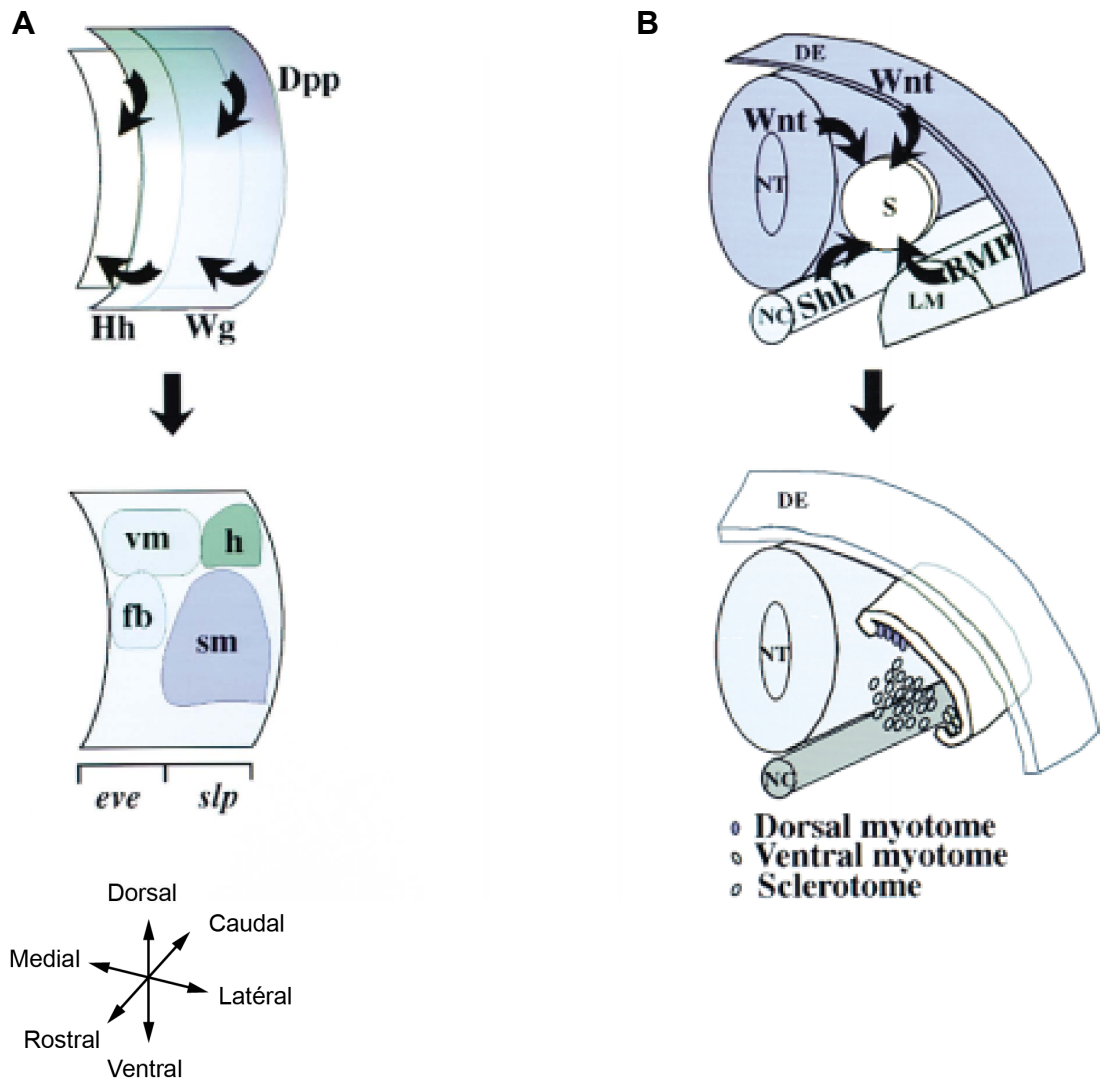 A
Dpp
Hh
Wg
vm
h
fb
sm
eve
slp
Dorsal
Caudal
Medial
Latéral
Rostral
Ventral
B
DE
Wnt
Wnt
NT
S
BMP
Shh
LM
NC
DE
NT
NC
Dorsal myotome
Ventral myotome
Sclerotome